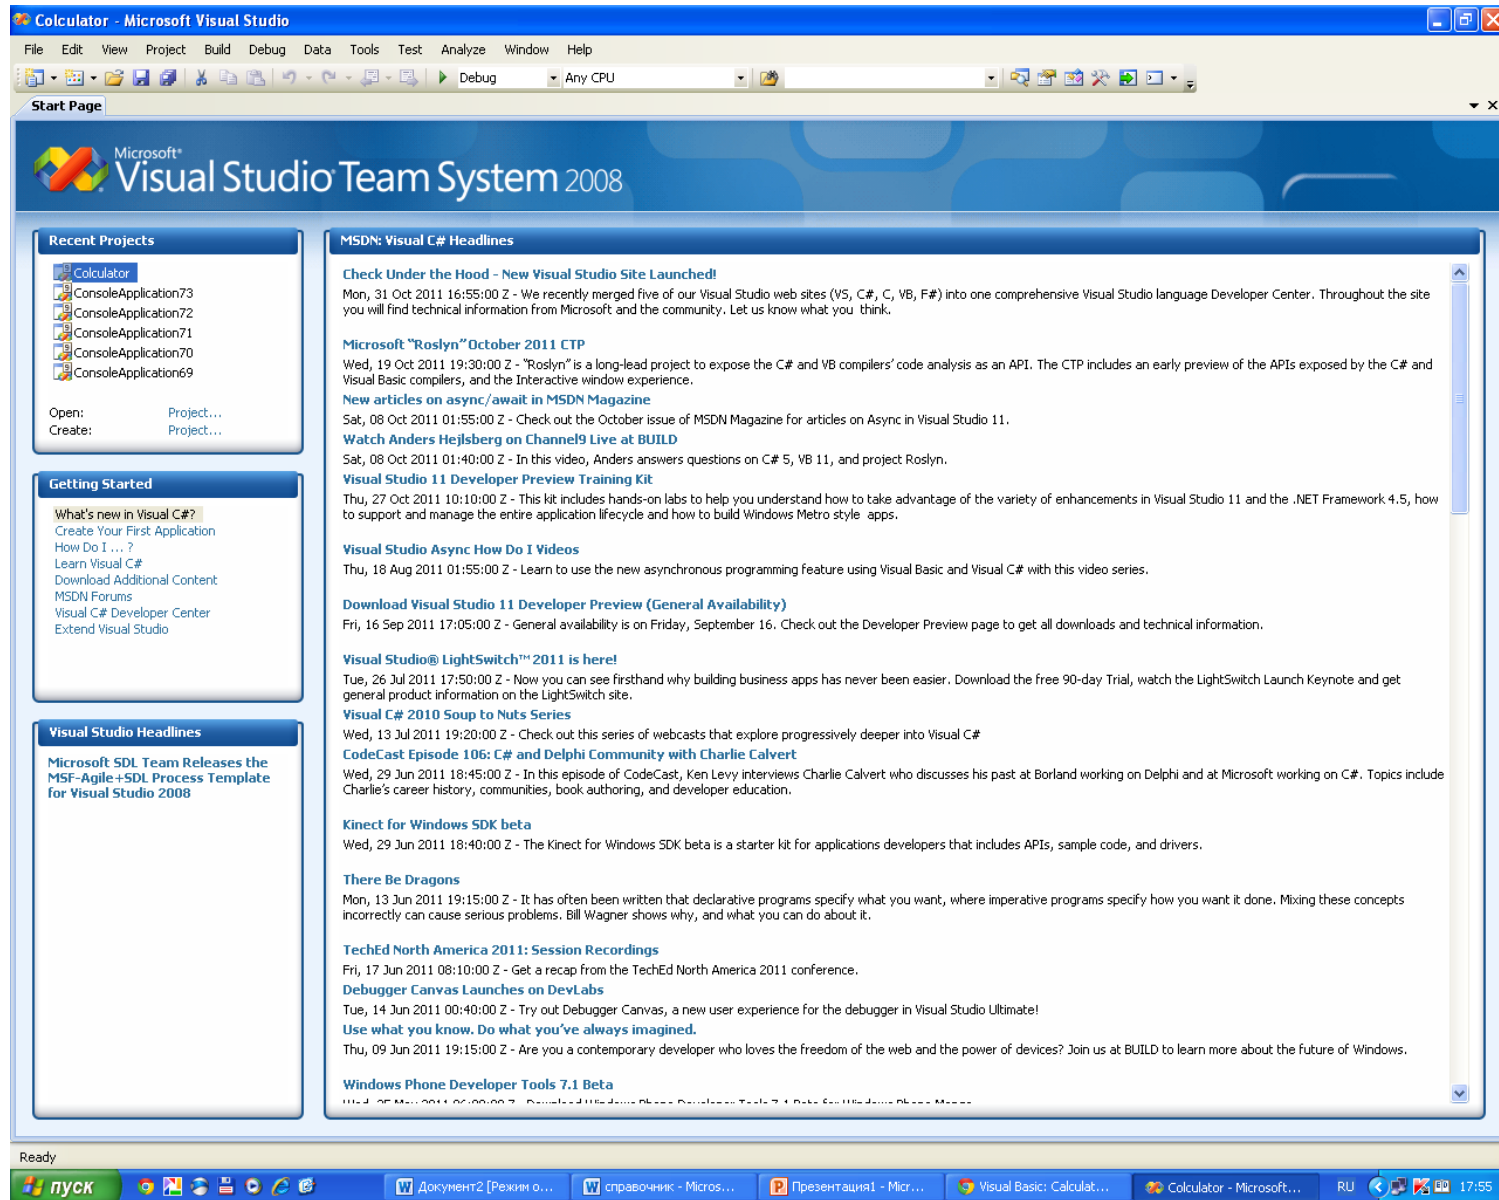 Colculator - Microsoft Visual Studio
File Edit View Project Build Debug Data Tools Test Analyze Window Help
Debug Any CPU
Start Page
Microsoft®
Visual Studio Team System 2008
Recent Projects
Colculator
ConsoleApplication73
ConsoleApplication72
ConsoleApplication71
ConsoleApplication70
ConsoleApplication69
Open: Project...
Create: Project...
Getting Started
What's new in Visual C#?
Create Your First Application
How Do I ... ?
Learn Visual C#
Download Additional Content
MSDN Forums
Visual C# Developer Center
Extend Visual Studio
Visual Studio Headlines
Microsoft SDL Team Releases the
MSF-Agile+SDL Process Template
for Visual Studio 2008
MSDN: Visual C# Headlines
Check Under the Hood - New Visual Studio Site Launched!
Mon, 31 Oct 2011 16:55:00 Z - We recently merged five of our Visual Studio web sites (VS, C#, C, VB, F#) into one comprehensive Visual Studio language Developer Center. Throughout the site
you will find technical information from Microsoft and the community. Let us know what you think.
Microsoft “Roslyn” October 2011 CTP
Wed, 19 Oct 2011 19:30:00 Z - “Roslyn” is a long-lead project to expose the C# and VB compilers’ code analysis as an API. The CTP includes an early preview of the APIs exposed by the C# and
Visual Basic compilers, and the Interactive window experience.
New articles on async/await in MSDN Magazine
Sat, 08 Oct 2011 01:55:00 Z - Check out the October issue of MSDN Magazine for articles on Async in Visual Studio 11.
Watch Anders Hejlsberg on Channel9 Live at BUILD
Sat, 08 Oct 2011 01:40:00 Z - In this video, Anders answers questions on C# 5, VB 11, and project Roslyn.
Visual Studio 11 Developer Preview Training Kit
Thu, 27 Oct 2011 10:10:00 Z - This kit includes hands-on labs to help you understand how to take advantage of the variety of enhancements in Visual Studio 11 and the .NET Framework 4.5, how
to support and manage the entire application lifecycle and how to build Windows Metro style apps.
Visual Studio Async How Do I Videos
Thu, 18 Aug 2011 01:55:00 Z - Learn to use the new asynchronous programming feature using Visual Basic and Visual C# with this video series.
Download Visual Studio 11 Developer Preview (General Availability)
Fri, 16 Sep 2011 17:05:00 Z - General availability is on Friday, September 16. Check out the Developer Preview page to get all downloads and technical information.
Visual Studio® LightSwitch™ 2011 is here!
Tue, 26 Jul 2011 17:50:00 Z - Now you can see firsthand why building business apps has never been easier. Download the free 90-day Trial, watch the LightSwitch Launch Keynote and get
general product information on the LightSwitch site.
Visual C# 2010 Soup to Nuts Series
Wed, 13 Jul 2011 19:20:00 Z - Check out this series of webcasts that explore progressively deeper into Visual C#
CodeCast Episode 106: C# and Delphi Community with Charlie Calvert
Wed, 29 Jun 2011 18:45:00 Z - In this episode of CodeCast, Ken Levy interviews Charlie Calvert who discusses his past at Borland working on Delphi and at Microsoft working on C#. Topics include
Charlie's career history, communities, book authoring, and developer education.
Kinect for Windows SDK beta
Wed, 29 Jun 2011 18:40:00 Z - The Kinect for Windows SDK beta is a starter kit for applications developers that includes APIs, sample code, and drivers.
There Be Dragons
Mon, 13 Jun 2011 19:15:00 Z - It has often been written that declarative programs specify what you want, where imperative programs specify how you want it done. Mixing these concepts
incorrectly can cause serious problems. Bill Wagner shows why, and what you can do about it.
TechEd North America 2011: Session Recordings
Fri, 17 Jun 2011 08:10:00 Z - Get a recap from the TechEd North America 2011 conference.
Debugger Canvas Launches on DevLabs
Tue, 14 Jun 2011 00:40:00 Z - Try out Debugger Canvas, a new user experience for the debugger in Visual Studio Ultimate!
Use what you know. Do what you’ve always imagined.
Thu, 09 Jun 2011 19:15:00 Z - Are you a contemporary developer who loves the freedom of the web and the power of devices? Join us at BUILD to learn more about the future of Windows.
Windows Phone Developer Tools 7.1 Beta
Wed, 25 May 2011 06:00:00 Z - Download Windows Phone Developer Tools 7.1 Beta for Windows Phone Mango
Ready
пуск
Документ2 [Режим о...
справочник - Micros...
Презентация1 - Micr...
Visual Basic: Calculat...
Colculator - Microsoft...
RU
17:55